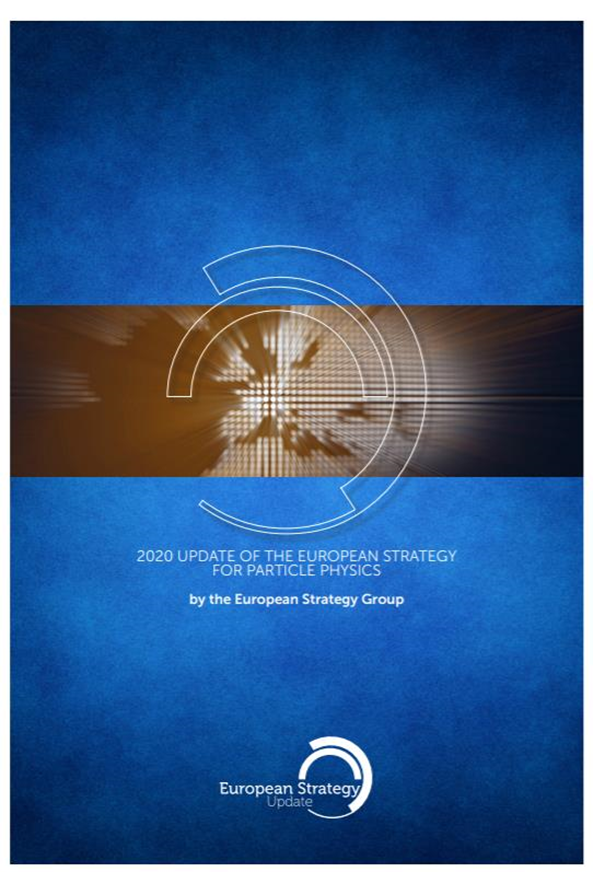 2020 UPDATE OF THE EUROPEAN STRATEGY
FOR PARTICLE PHYSICS
by the European Strategy Group
European Strategy
Update